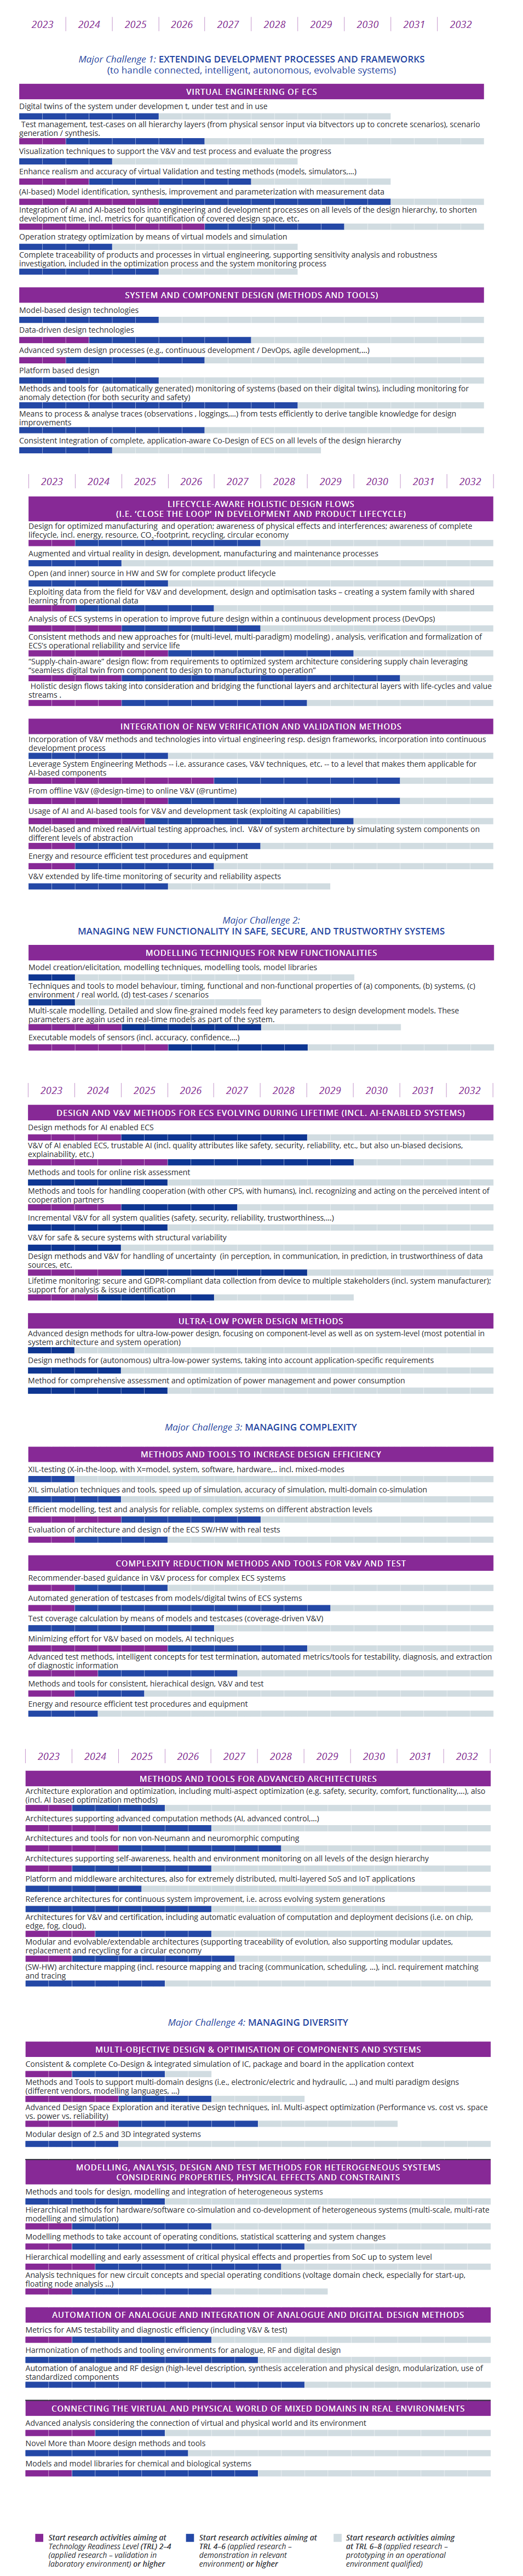 2023 2024 2025 2026 2027 2028 2029 2030 2031 2032
Major Challenge 1: EXTENDING DEVELOPMENT PROCESSES AND FRAMEWORKS
(to handle connected, intelligent, autonomous, evolvable systems)
VIRTUAL ENGINEERING OF ECS
Digital twins of the system under developmen t, under test and in use
Test management, test-cases on all hierarchy layers (from physical sensor input via bitvectors up to concrete scenarios), scenario
generation / synthesis.
Visualization techniques to support the V&V and test process and evaluate the progress
Enhance realism and accuracy of virtual Validation and testing methods (models, simulators,...)
(AI-based) Model identification, synthesis, improvement and parameterization with measurement data
Integration of AI and AI-based tools into engineering and development processes on all levels of the design hierarchy, to shorten
development time, incl. metrics for quantification of covered design space, etc.
Operation strategy optimization by means of virtual models and simulation
Complete traceability of products and processes in virtual engineering, supporting sensitivity analysis and robustness
investigation, included in the optimization process and the system monitoring process
SYSTEM AND COMPONENT DESIGN (METHODS AND TOOLS)
Model-based design technologies
Data-driven design technologies
Advanced system design processes (e.g., continuous development / DevOps, agile development,...)
Platform based design
Methods and tools for (automatically generated) monitoring of systems (based on their digital twins), including monitoring for
anomaly detection (for both security and safety)
Means to process & analyse traces (observations , loggings,...) from tests efficiently to derive tangible knowledge for design
improvements
Consistent Integration of complete, application-aware Co-Design of ECS on all levels of the design hierarchy
2023 2024 2025 2026 2027 2028 2029 2030 2031 2032
LIFECYCLE-AWARE HOLISTIC DESIGN FLOWS
(I.E. ‘CLOSE THE LOOP’ IN DEVELOPMENT AND PRODUCT LIFECYCLE)
Design for optimized manufacturing and operation; awareness of physical effects and interferences; awareness of complete
lifecycle, incl. energy, resource, CO₂-footprint, recycling, circular economy
Augmented and virtual reality in design, development, manufacturing and maintenance processes
Open (and inner) source in HW and SW for complete product lifecycle
Exploiting data from the field for V&V and development, design and optimisation tasks – creating a system family with shared
learning from operational data
Analysis of ECS systems in operation to improve future design within a continuous development process (DevOps)
Consistent methods and new approaches for (multi-level, multi-paradigm) modeling) , analysis, verification and formalization of
ECS’s operational reliability and service life
“Supply-chain-aware” design flow: from requirements to optimized system architecture considering supply chain leveraging
“seamless digital twin from component to design to manufacturing to operation”
Holistic design flows taking into consideration and bridging the functional layers and architectural layers with life-cycles and value
streams .
INTEGRATION OF NEW VERIFICATION AND VALIDATION METHODS
Incorporation of V&V methods and technologies into virtual engineering resp. design frameworks, incorporation into continuous
development process
Leverage System Engineering Methods -- i.e. assurance cases, V&V techniques, etc. -- to a level that makes them applicable for
AI-based components
From offline V&V (@design-time) to online V&V (@runtime)
Usage of AI and AI-based tools for V&V and development task (exploiting AI capabilities)
Model-based and mixed real/virtual testing approaches, incl. V&V of system architecture by simulating system components on
different levels of abstraction
Energy and resource efficient test procedures and equipment
V&V extended by life-time monitoring of security and reliability aspects
Major Challenge 2:
MANAGING NEW FUNCTIONALITY IN SAFE, SECURE, AND TRUSTWORTHY SYSTEMS
MODELLING TECHNIQUES FOR NEW FUNCTIONALITIES
Model creation/elicitation, modelling techniques, modelling tools, model libraries
Techniques and tools to model behaviour, timing, functional and non-functional properties of (a) components, (b) systems, (c)
environment / real world, (d) test-cases / scenarios
Multi-scale modelling. Detailed and slow fine-grained models feed key parameters to design development models. These
parameters are again used in real-time models as part of the system.
Executable models of sensors (incl. accuracy, confidence,...)
2023 2024 2025 2026 2027 2028 2029 2030 2031 2032
DESIGN AND V&V METHODS FOR ECS EVOLVING DURING LIFETIME (INCL. AI-ENABLED SYSTEMS)
Design methods for AI enabled ECS
V&V of AI enabled ECS, trustable AI (incl. quality attributes like safety, security, reliability, etc., but also un-biased decisions,
explainability, etc.)
Methods and tools for online risk assessment
Methods and tools for handling cooperation (with other CPS, with humans), incl. recognizing and acting on the perceived intent of
cooperation partners
Incremental V&V for all system qualities (safety, security, reliability, trustworthiness,...)
V&V for safe & secure systems with structural variability
Design methods and V&V for handling of uncertainty (in perception, in communication, in prediction, in trustworthiness of data
sources, etc.
Lifetime monitoring: secure and GDPR-compliant data collection from device to multiple stakeholders (incl. system manufacturer);
support for analysis & issue identification
ULTRA-LOW POWER DESIGN METHODS
Advanced design methods for ultra-low-power design, focusing on component-level as well as on system-level (most potential in
system architecture and system operation)
Design methods for (autonomous) ultra-low-power systems, taking into account application-specific requirements
Method for comprehensive assessment and optimization of power management and power consumption
Major Challenge 3: MANAGING COMPLEXITY
METHODS AND TOOLS TO INCREASE DESIGN EFFICIENCY
XIL-testing (X-in-the-loop, with X=model, system, software, hardware,.. incl. mixed-modes
XIL simulation techniques and tools, speed up of simulation, accuracy of simulation, multi-domain co-simulation
Efficient modelling, test and analysis for reliable, complex systems on different abstraction levels
Evaluation of architecture and design of the ECS SW/HW with real tests
COMPLEXITY REDUCTION METHODS AND TOOLS FOR V&V AND TEST
Recommender-based guidance in V&V process for complex ECS systems
Automated generation of testcases from models/digital twins of ECS systems
Test coverage calculation by means of models and testcases (coverage-driven V&V)
Minimizing effort for V&V based on models, AI techniques
Advanced test methods, intelligent concepts for test termination, automated metrics/tools for testability, diagnosis, and extraction
of diagnostic information
Methods and tools for consistent, hierachical design, V&V and test
Energy and resource efficient test procedures and equipment
2023 2024 2025 2026 2027 2028 2029 2030 2031 2032
METHODS AND TOOLS FOR ADVANCED ARCHITECTURES
Architecture exploration and optimization, including multi-aspect optimization (e.g. safety, security, comfort, functionality,...), also
(incl. AI based optimization methods)
Architectures supporting advanced computation methods (AI, advanced control,...)
Architectures and tools for non von-Neumann and neuromorphic computing
Architectures supporting self-awareness, health and environment monitoring on all levels of the design hierarchy
Platform and middleware architectures, also for extremely distributed, multi-layered SoS and IoT applications
Reference architectures for continuous system improvement, i.e. across evolving system generations
Architectures for V&V and certification, including automatic evaluation of computation and deployment decisions (i.e. on chip,
edge, fog, cloud).
Modular and evolvable/extendable architectures (supporting traceability of evolution, also supporting modular updates,
replacement and recycling for a circular economy
(SW-HW) architecture mapping (incl. resource mapping and tracing (communication, scheduling, ...), incl. requirement matching
and tracing
Major Challenge 4: MANAGING DIVERSITY
MULTI-OBJECTIVE DESIGN & OPTIMISATION OF COMPONENTS AND SYSTEMS
Consistent & complete Co-Design & integrated simulation of IC, package and board in the application context
Methods and Tools to support multi-domain designs (i.e., electronic/electric and hydraulic, ...) and multi paradigm designs
(different vendors, modelling languages, ...)
Advanced Design Space Exploration and iterative Design techniques, inl. Multi-aspect optimization (Performance vs. cost vs. space
vs. power vs. reliability)
Modular design of 2.5 and 3D integrated systems
MODELLING, ANALYSIS, DESIGN AND TEST METHODS FOR HETEROGENEOUS SYSTEMS
CONSIDERING PROPERTIES, PHYSICAL EFFECTS AND CONSTRAINTS
Methods and tools for design, modelling and integration of heterogeneous systems
Hierarchical methods for hardware/software co-simulation and co-development of heterogeneous systems (multi-scale, multi-rate
modelling and simulation)
Modelling methods to take account of operating conditions, statistical scattering and system changes
Hierarchical modelling and early assessment of critical physical effects and properties from SoC up to system level
Analysis techniques for new circuit concepts and special operating conditions (voltage domain check, especially for start-up,
floating node analysis ...)
AUTOMATION OF ANALOGUE AND INTEGRATION OF ANALOGUE AND DIGITAL DESIGN METHODS
Metrics for AMS testability and diagnostic efficiency (including V&V & test)
Harmonization of methods and tooling environments for analogue, RF and digital design
Automation of analogue and RF design (high-level description, synthesis acceleration and physical design, modularization, use of
standardized components
CONNECTING THE VIRTUAL AND PHYSICAL WORLD OF MIXED DOMAINS IN REAL ENVIRONMENTS
Advanced analysis considering the connection of virtual and physical world and its environment
Novel More than Moore design methods and tools
Models and model libraries for chemical and biological systems
Start research activities aiming at
Technology Readiness Level (TRL) 2–4
(applied research – validation in
laboratory environment) or higher
Start research activities aiming at
TRL 4–6 (applied research –
demonstration in relevant
environment) or higher
Start research activities aiming
at TRL 6–8 (applied research –
prototyping in an operational
environment qualified)